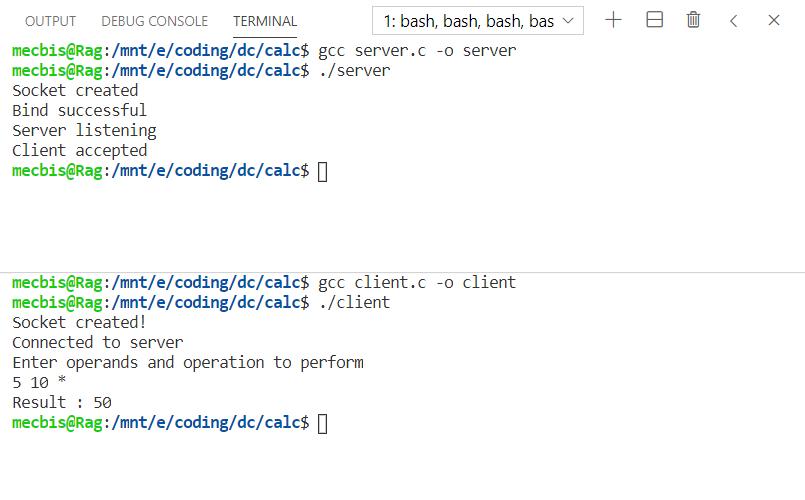 OUTPUT DEBUG CONSOLE TERMINAL 1: bash, bash, bash, bas
mecbis@Rag:/mnt/e/coding/dc/calc$ gcc server.c -o server
mecbis@Rag:/mnt/e/coding/dc/calc$ ./server
Socket created
Bind successful
Server listening
Client accepted
mecbis@Rag:/mnt/e/coding/dc/calc$
mecbis@Rag:/mnt/e/coding/dc/calc$ gcc client.c -o client
mecbis@Rag:/mnt/e/coding/dc/calc$ ./client
Socket created!
Connected to server
Enter operands and operation to perform
5 10 *
Result : 50
mecbis@Rag:/mnt/e/coding/dc/calc$